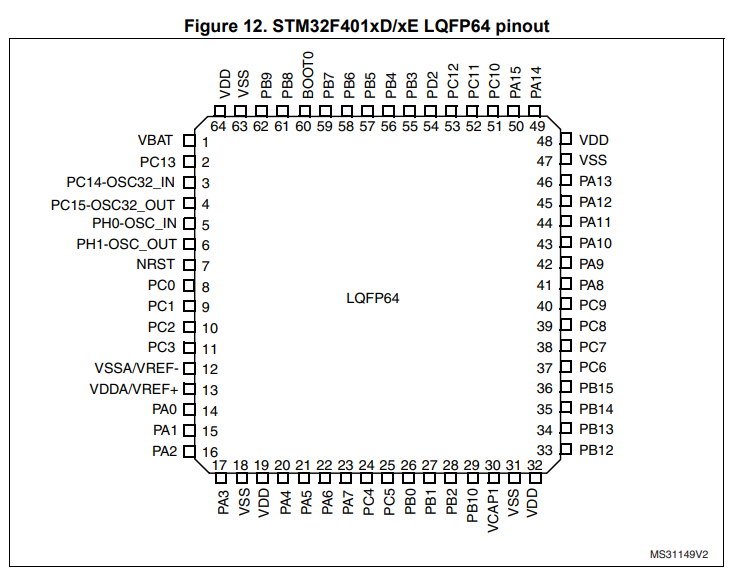 Figure 12. STM32F401xD/xE LQFP64 pinout
VDD VSS PB9 PB8 BOOT0 PB7 PB6 PB5 PB4 PB3 PD2 PC12 PC11 PC10 PA15 PA14
64 63 62 61 60 59 58 57 56 55 54 53 52 51 50 49
VBAT 1 48 VDD
PC13 2 47 VSS
PC14-OSC32_IN 3 46 PA13
PC15-OSC32_OUT 4 45 PA12
PH0-OSC_IN 5 44 PA11
PH1-OSC_OUT 6 43 PA10
NRST 7 42 PA9
PC0 8 41 PA8
PC1 9 40 PC9
PC2 10 39 PC8
PC3 11 38 PC7
VSSA/VREF- 12 37 PC6
VDDA/VREF+ 13 36 PB15
PA0 14 35 PB14
PA1 15 34 PB13
PA2 16 33 PB12
LQFP64
17 18 19 20 21 22 23 24 25 26 27 28 29 30 31 32
PA3 VSS VDD PA4 PA5 PA6 PA7 PC4 PC5 PB0 PB1 PB2 PB10 VCAP1 VSS VDD
MS31149V2